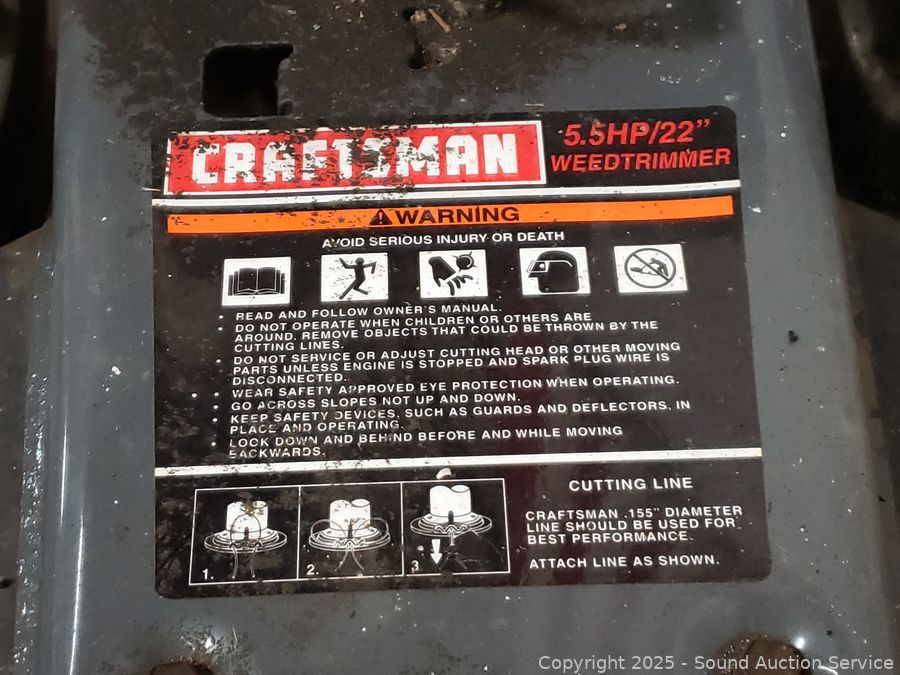 CRAFTSMAN
5.5HP/22"
WEEDTRIMMER
WARNING
AVOID SERIOUS INJURY OR DEATH
• READ AND FOLLOW OWNER'S MANUAL.
• DO NOT OPERATE WHEN CHILDREN OR OTHERS ARE
AROUND. REMOVE OBJECTS THAT COULD BE THROWN BY THE
CUTTING LINES.
• DO NOT SERVICE OR ADJUST CUTTING HEAD OR OTHER MOVING
PARTS UNLESS ENGINE IS STOPPED AND SPARK PLUG WIRE IS
DISCONNECTED.
• WEAR SAFETY APPROVED EYE PROTECTION WHEN OPERATING.
• GO ACROSS SLOPES NOT UP AND DOWN.
• KEEP SAFETY DEVICES, SUCH AS GUARDS AND DEFLECTORS, IN
PLACE AND OPERATING.
• LOOK DOWN AND BEHIND BEFORE AND WHILE MOVING
BACKWARDS.
1.
2.
3
CUTTING LINE
CRAFTSMAN .155" DIAMETER
LINE SHOULD BE USED FOR
BEST PERFORMANCE.
ATTACH LINE AS SHOWN.
Copyright © 2025 - Sound Auction Service